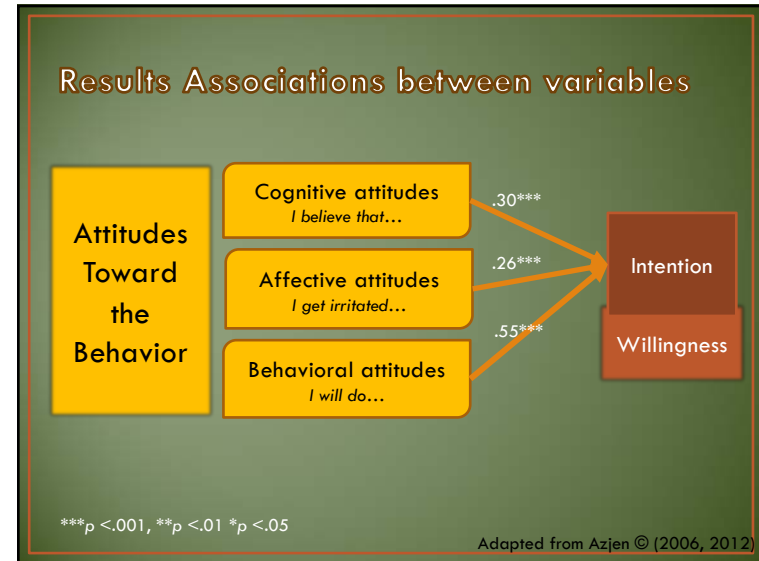 Results Associations between variables
Attitudes
Toward
the
Behavior
Cognitive attitudes
I believe that…
Affective attitudes
I get irritated…
Behavioral attitudes
I will do…
.30***
.26***
.55***
Intention
Willingness
***p <.001, **p <.01 *p <.05
Adapted from Azjen © (2006, 2012)